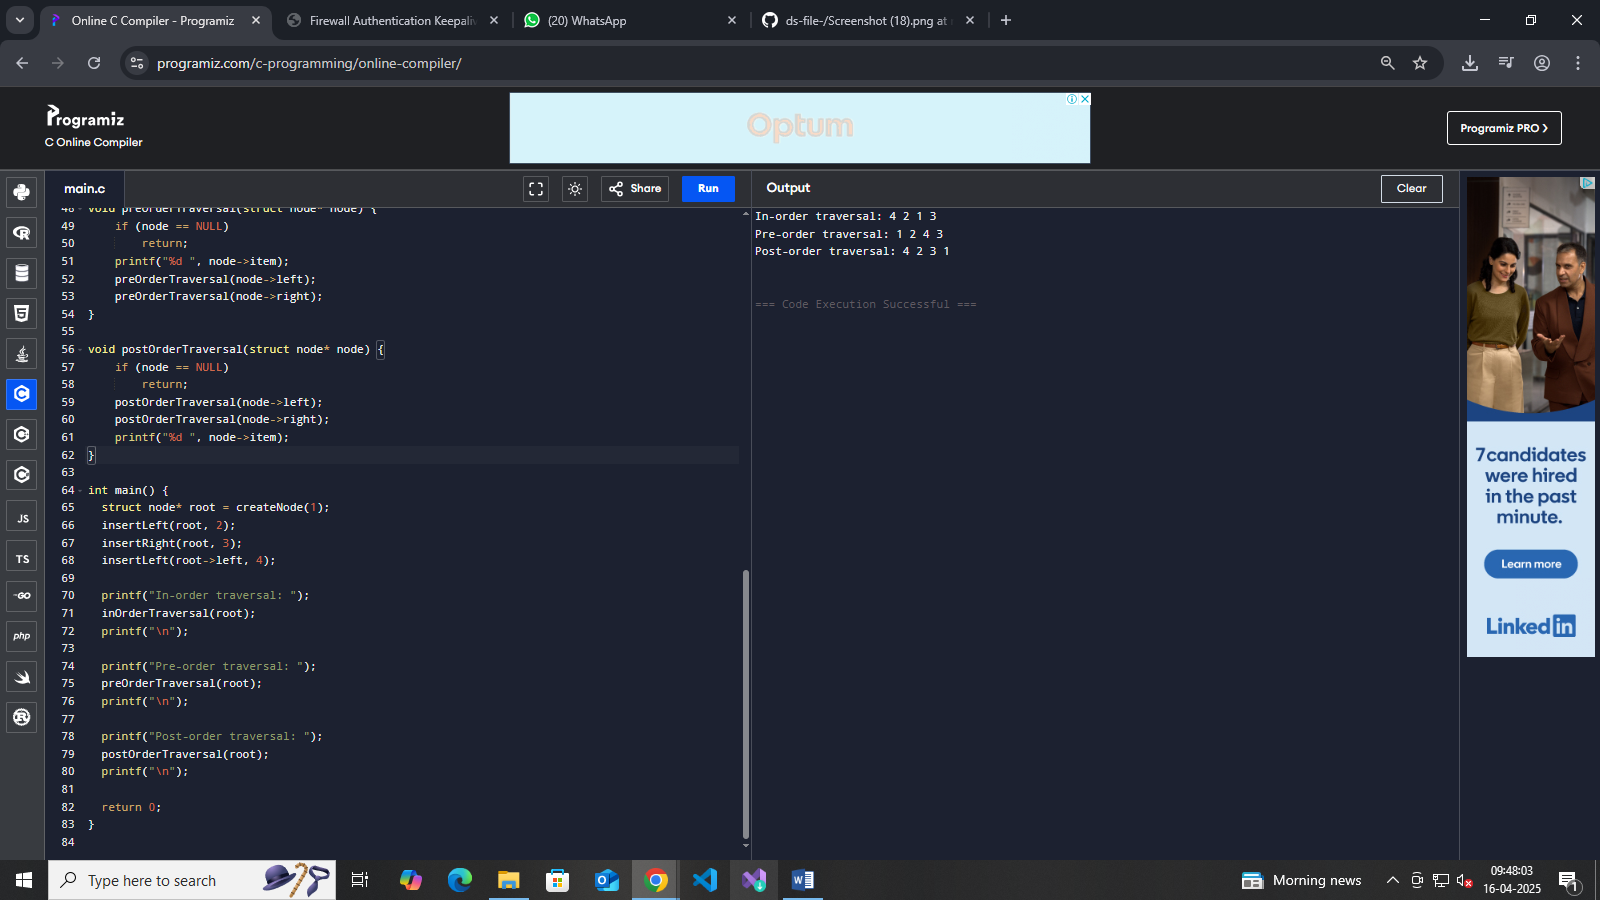 Online C Compiler - Programiz
Firewall Authentication Keepaliv
(20) WhatsApp
ds-file-/Screenshot (18).png at
programiz.com/c-programming/online-compiler/
Programiz
C Online Compiler
Optum
Programiz PRO ❯
main.c
Share
Run
Output
Clear
48 void preOrderTraversal(struct node* node) {
49     if (node == NULL)
50         return;
51     printf("%d ", node->item);
52     preOrderTraversal(node->left);
53     preOrderTraversal(node->right);
54 }
55
56 void postOrderTraversal(struct node* node) {
57     if (node == NULL)
58         return;
59     postOrderTraversal(node->left);
60     postOrderTraversal(node->right);
61     printf("%d ", node->item);
62 }
63
64 int main() {
65   struct node* root = createNode(1);
66   insertLeft(root, 2);
67   insertRight(root, 3);
68   insertLeft(root->left, 4);
69
70   printf("In-order traversal: ");
71   inOrderTraversal(root);
72   printf("\n");
73
74   printf("Pre-order traversal: ");
75   preOrderTraversal(root);
76   printf("\n");
77
78   printf("Post-order traversal: ");
79   postOrderTraversal(root);
80   printf("\n");
81
82   return 0;
83 }
84
In-order traversal: 4 2 1 3
Pre-order traversal: 1 2 4 3
Post-order traversal: 4 2 3 1
=== Code Execution Successful ===
JS
TS
GO
php
7candidates
were hired
in the past
minute.
Learn more
Linked in
Type here to search
Morning news
09:48:03
16-04-2025
1